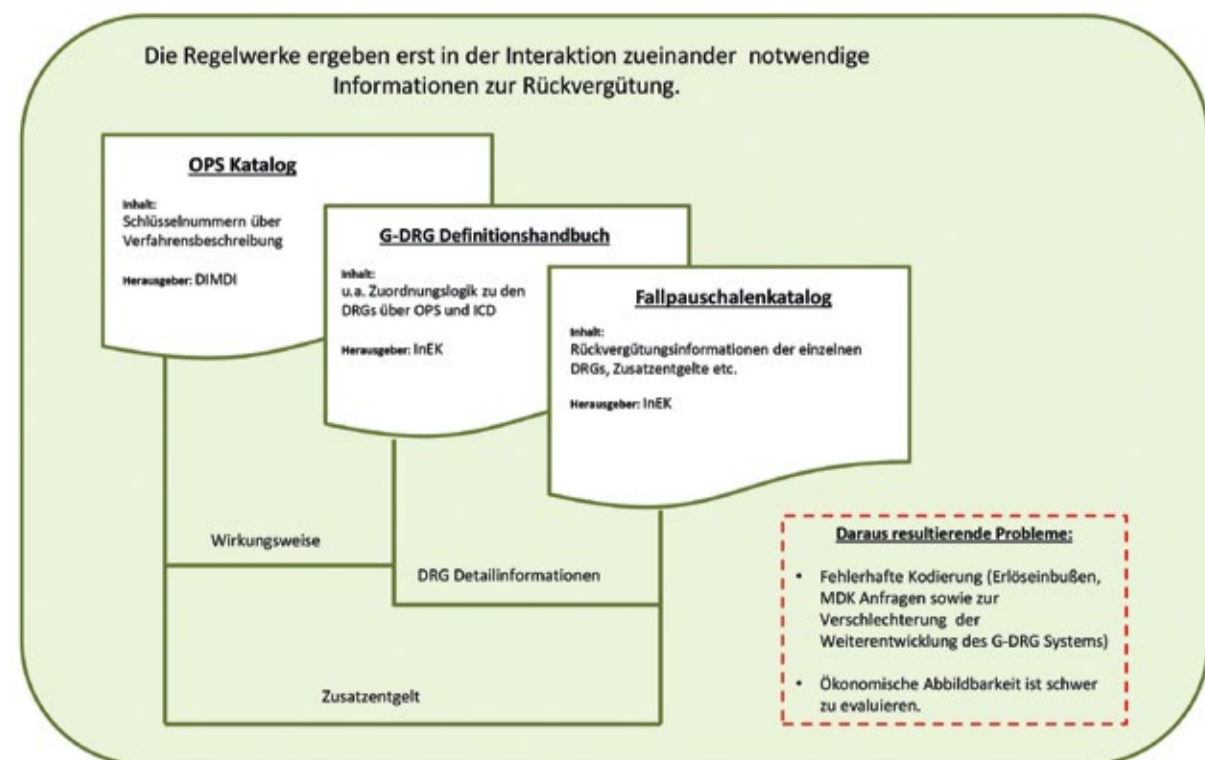 Die Regelwerke ergeben erst in der Interaktion zueinander notwendige
Informationen zur Rückvergütung.
OPS Katalog
Inhalt:
Schlüsselnummern über
Verfahrensbeschreibung
Herausgeber: DIMDI
G-DRG Definitionshandbuch
Inhalt:
u.a. Zuordnungslogik zu den
DRGs über OPS und ICD
Herausgeber: InEK
Fallpauschalenkatalog
Inhalt:
Rückvergütungsinformationen der einzelnen
DRGs, Zusatzentgelte etc.
Herausgeber: InEK
Wirkungsweise
DRG Detailinformationen
Zusatzentgelt
Daraus resultierende Probleme:
• Fehlerhafte Kodierung (Erlöseinbußen,
MDK Anfragen sowie zur
Verschlechterung der
Weiterentwicklung des G-DRG Systems)
• Ökonomische Abbildbarkeit ist schwer
zu evaluieren.